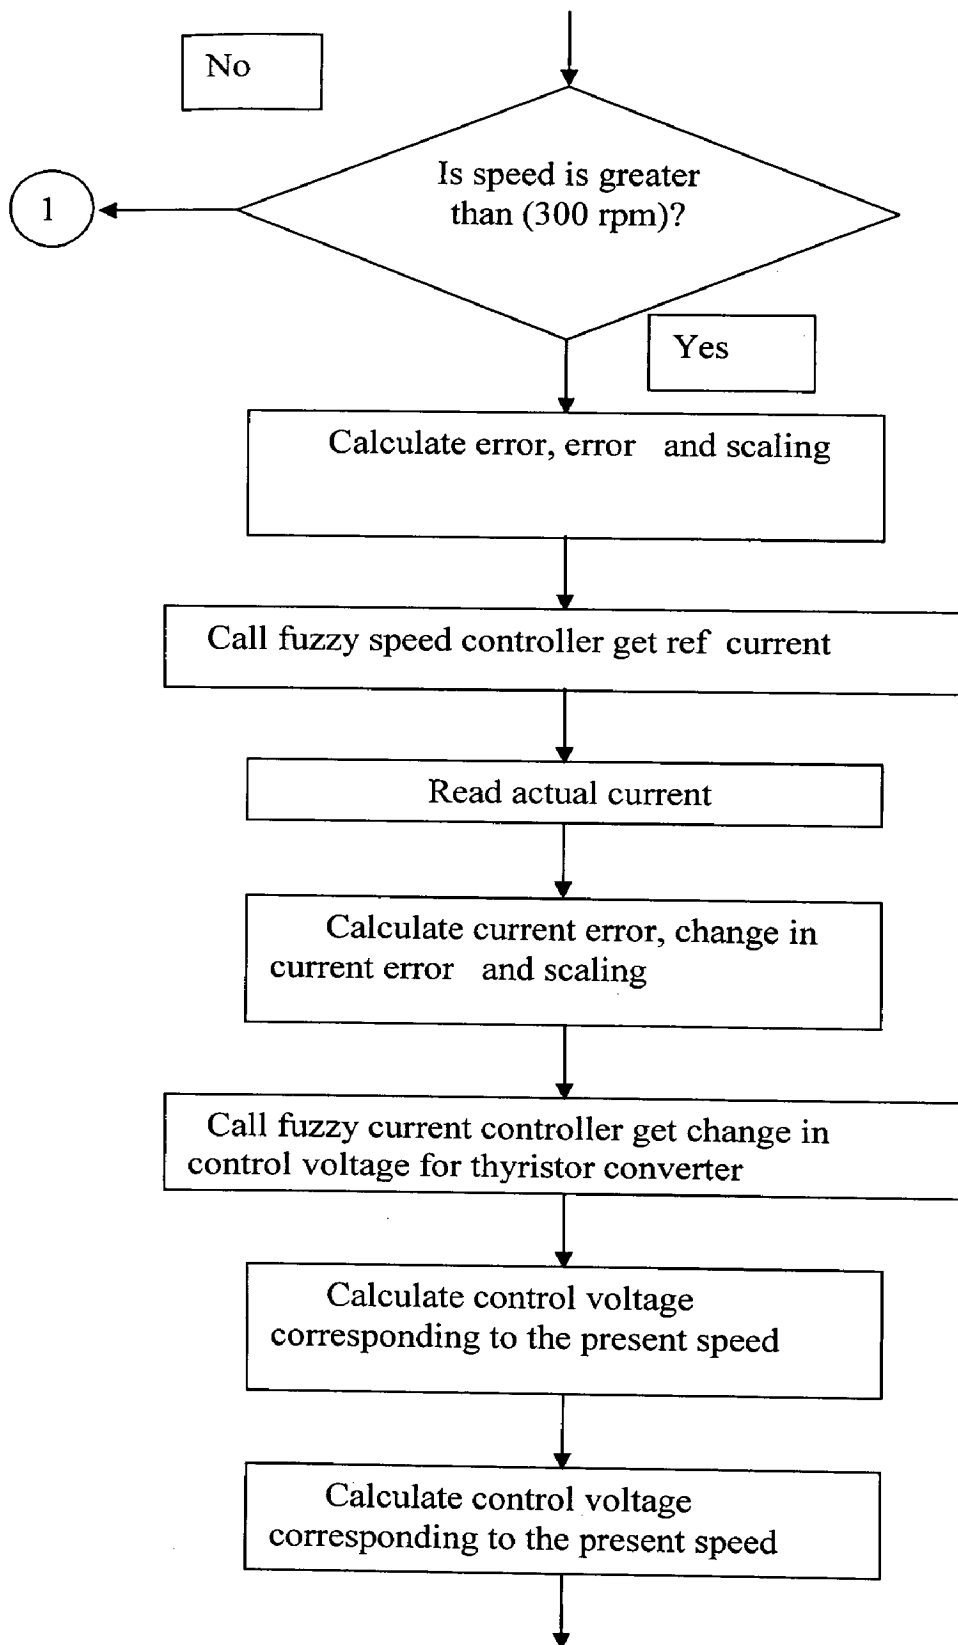 No
Is speed is greater
than (300 rpm)?
1
Yes
Calculate error, error and scaling
Call fuzzy speed controller get ref current
Read actual current
Calculate current error, change in
current error and scaling
Call fuzzy current controller get change in
control voltage for thyristor converter
Calculate control voltage
corresponding to the present speed
Calculate control voltage
corresponding to the present speed